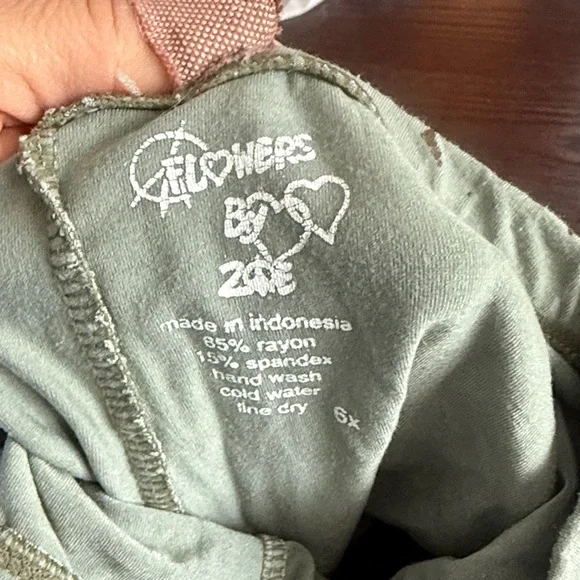 FLOWERS
BY
ZOE
made in indonesia
85% rayon
15% spandex
hand wash
cold water
line dry
6x